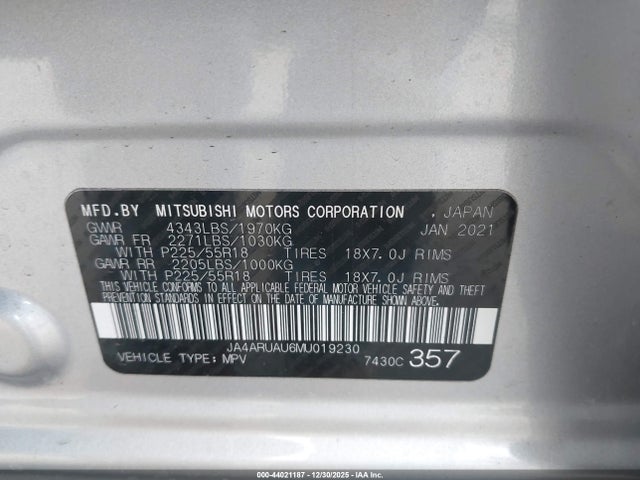 MFD.BY MITSUBISHI MOTORS CORPORATION . JAPAN
GVWR 4343LBS/1970KG JAN 2021
GAWR FR 2271LBS/1030KG
WITH P225/55R18 TIRES 18X7.0J RIMS
GAWR RR 2205LBS/1000KG
WITH P225/55R18 TIRES 18X7.0J RIMS
THIS VEHICLE CONFORMS TO ALL APPLICABLE FEDERAL MOTOR VEHICLE SAFETY AND THEFT
PREVENTION STANDARDS IN EFFECT ON THE DATE OF MANUFACTURE SHOWN ABOVE.
JA4ARUAU6MU019230
VEHICLE TYPE:MPV 7430C 357
000-44021187 - 12/30/2025 - IAA Inc.